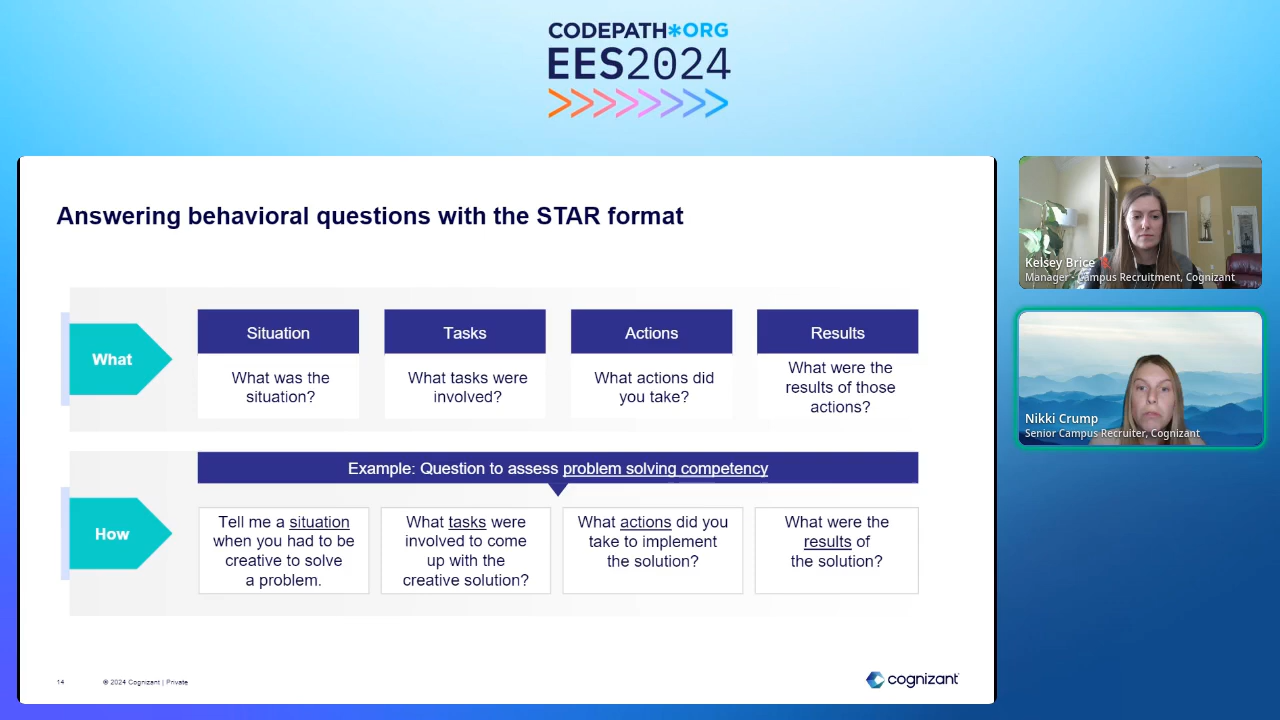 CODEPATH*ORG
EES2024
Answering behavioral questions with the STAR format
What
Situation
What was the
situation?
Tasks
What tasks were
involved?
Actions
What actions did
you take?
Results
What were the
results of those
actions?
How
Example: Question to assess problem solving competency
Tell me a situation
when you had to be
creative to solve
a problem.
What tasks were
involved to come
up with the
creative solution?
What actions did you
take to implement
the solution?
What were the
results of
the solution?
14
© 2024 Cognizant | Private
cognizant
Kelsey Brice
Manager - Campus Recruitment, Cognizant
Nikki Crump
Senior Campus Recruiter, Cognizant